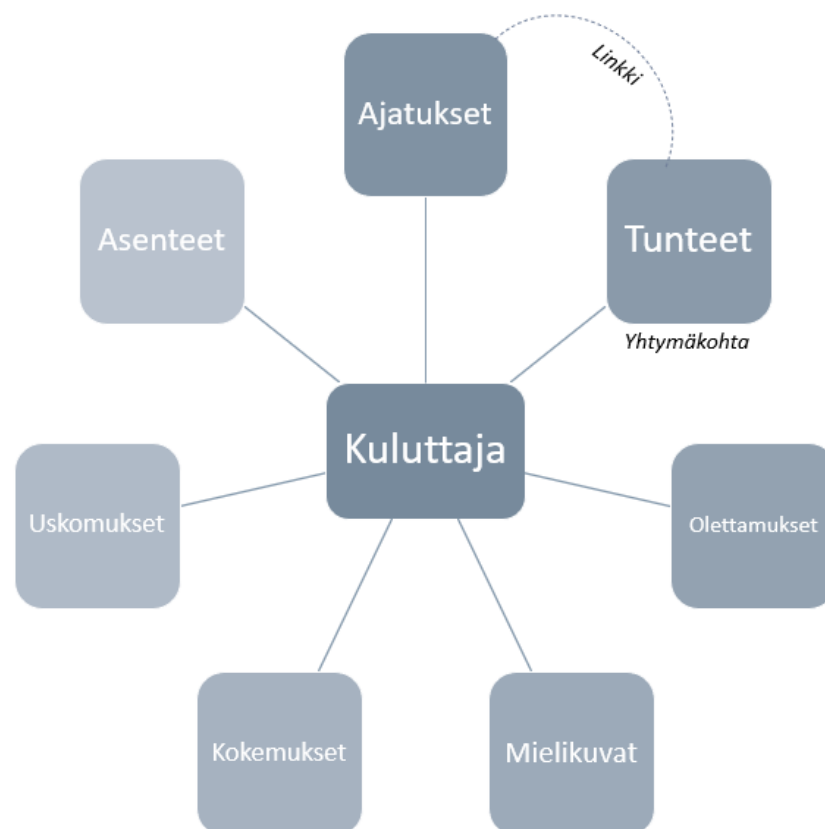 Linkki
Ajatukset
Asenteet
Tunteet
Yhtymäkohta
Kuluttaja
Uskomukset
Olettamukset
Kokemukset
Mielikuvat